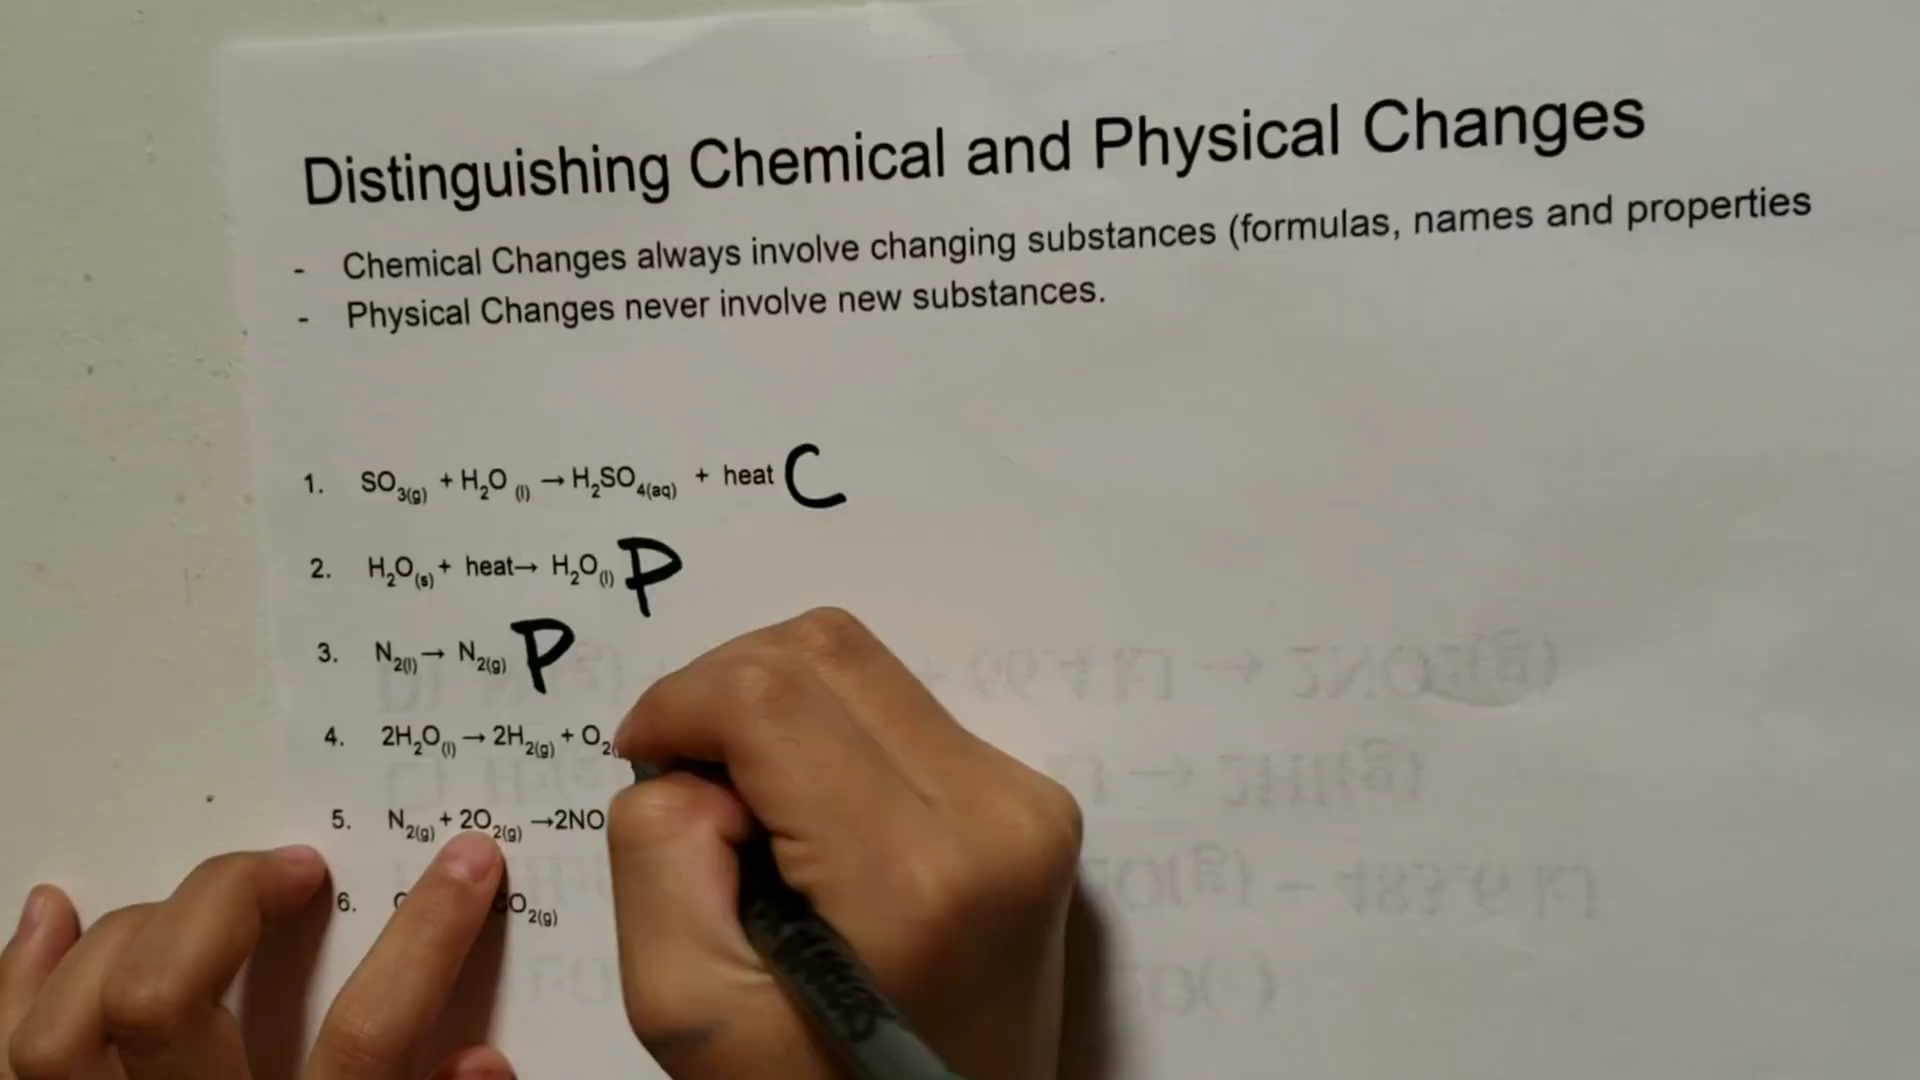 Distinguishing Chemical and Physical Changes
- Chemical Changes always involve changing substances (formulas, names and properties
- Physical Changes never involve new substances.
1. SO₃(g) + H₂O (l) → H₂SO₄(aq) + heat C
2. H₂O(s) + heat → H₂O(l) P
3. N₂(l) → N₂(g) P
4. 2H₂O(l) → 2H₂(g) + O₂
5. N₂(g) + 2O₂(g) → 2NO
6. O₂(g)